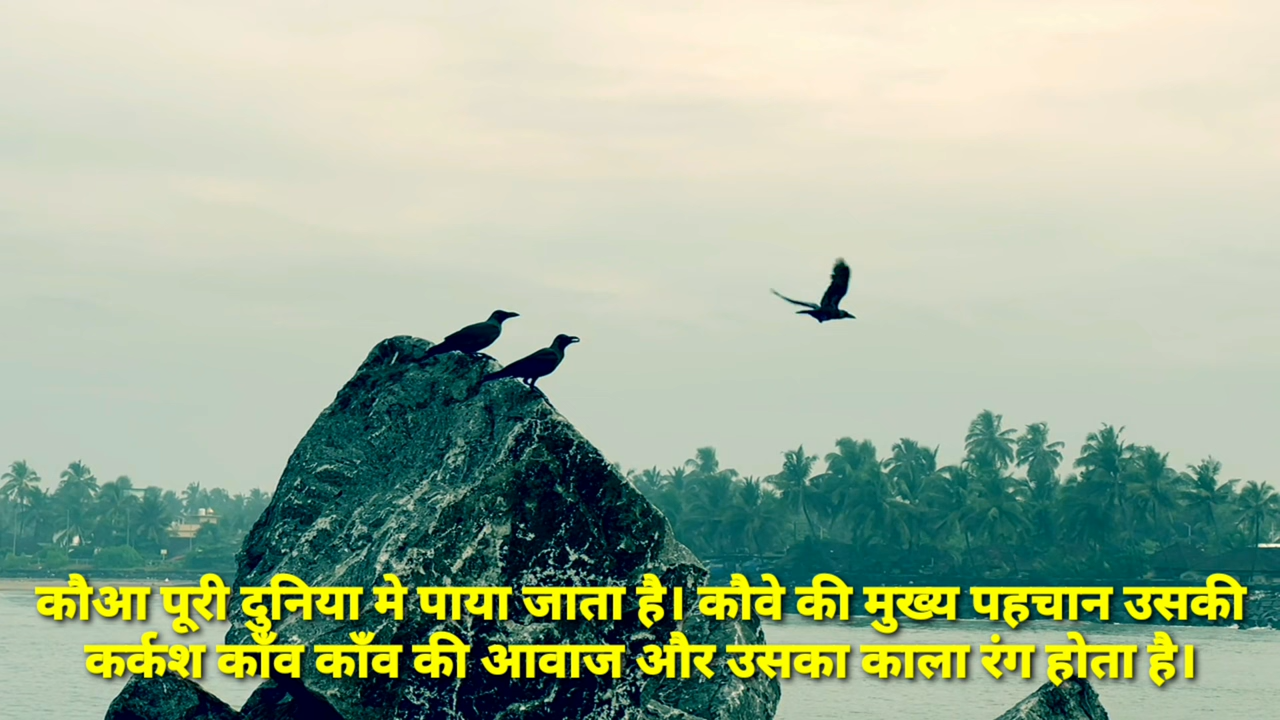 कौआ पूरी दुनिया मे पाया जाता है। कौवे की मुख्य पहचान उसकी
कर्कश काँव काँव की आवाज और उसका काला रंग होता है।